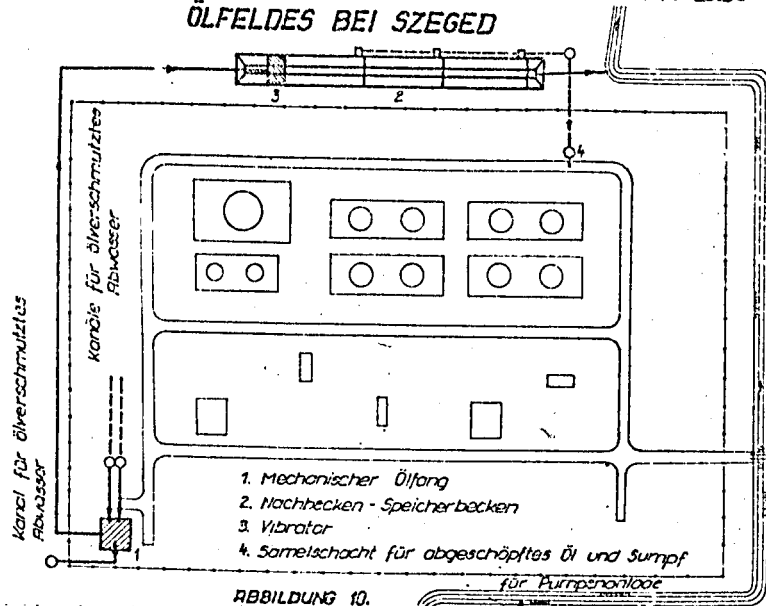 ÖLFELDES BEI SZEGED
3
2
4
Kanäle für ölverschmutztes
Abwasser
Kanal für ölverschmutztes
Abwasser
1
1. Mechanischer Ölfang
2. Nachbecken - Speicherbecken
3. Vibrator
4. Samelschacht für abgeschöpftes Öl und Sumpf
für Pumpenanlage
ABBILDUNG 10.